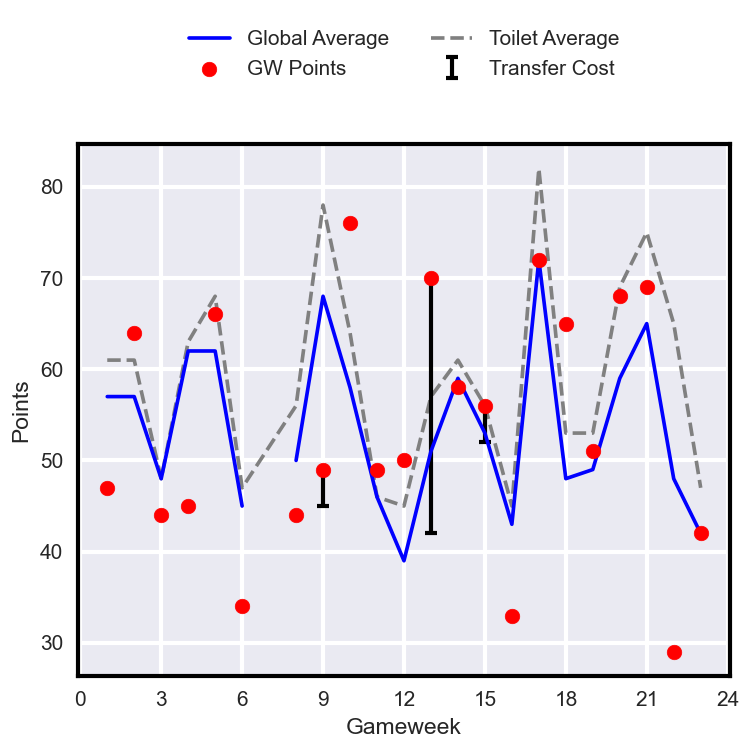 Global Average
Toilet Average
GW Points
Transfer Cost
80
70
60
50
40
30
Points
0 3 6 9 12 15 18 21 24
Gameweek